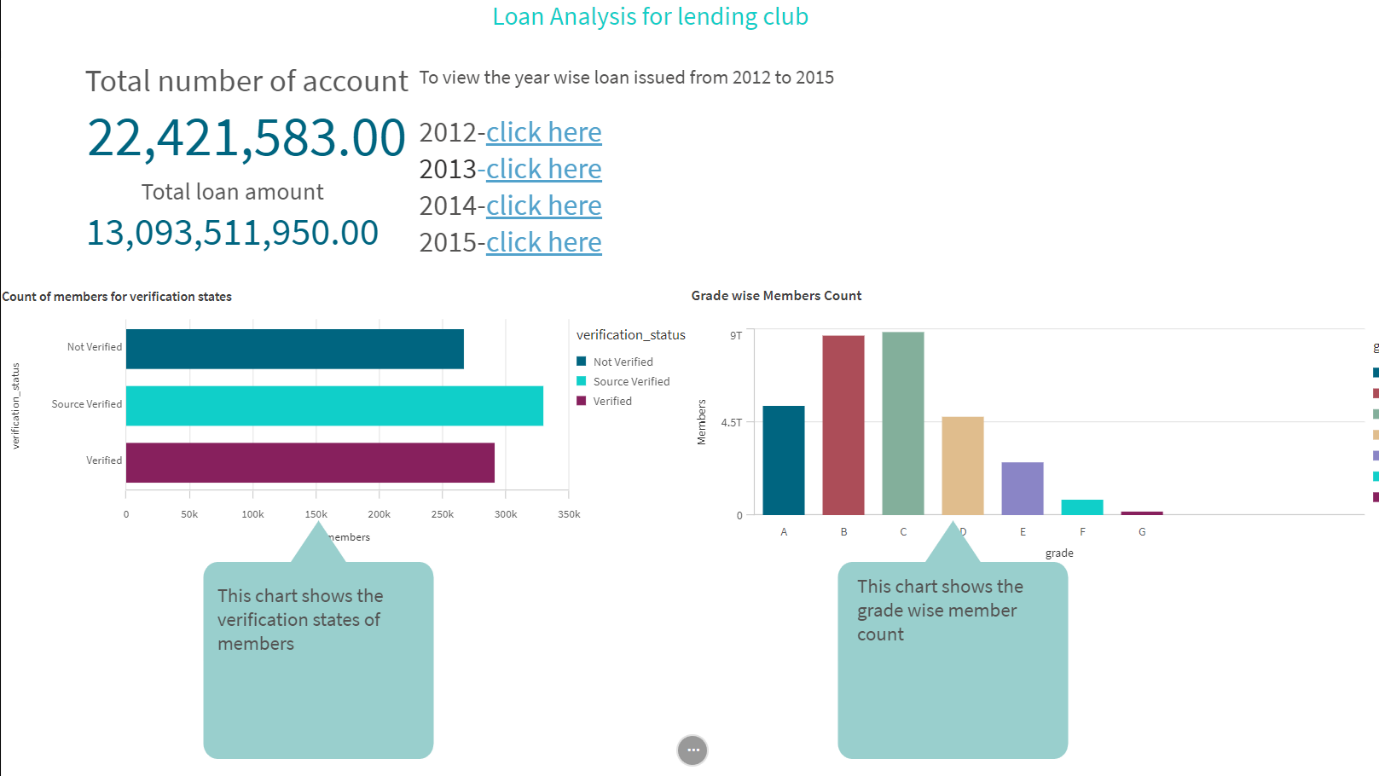 Loan Analysis for lending club
Total number of account
22,421,583.00
Total loan amount
13,093,511,950.00
To view the year wise loan issued from 2012 to 2015
2012-click here
2013-click here
2014-click here
2015-click here
Count of members for verification states
verification_status
Not Verified
Source Verified
Verified
0 50k 100k 150k 200k 250k 300k 350k
members
verification_status
Not Verified
Source Verified
Verified
This chart shows the
verification states of
members
Grade wise Members Count
Members
9T
4.5T
0
A B C D E F G
grade
g
This chart shows the
grade wise member
count